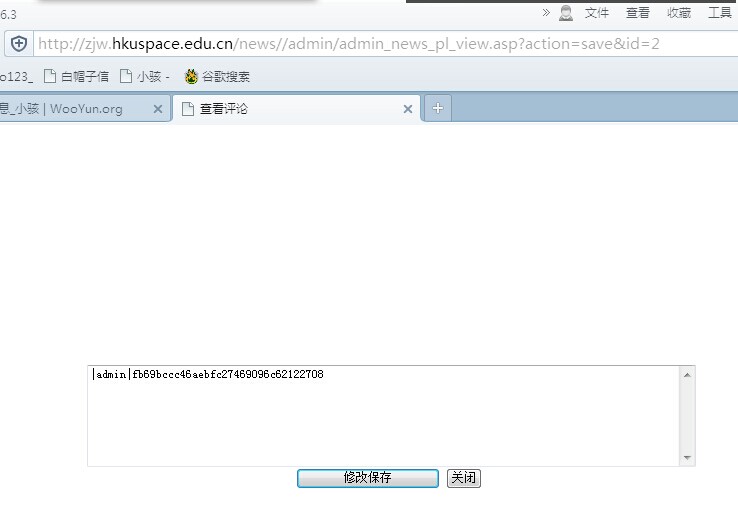 6.3
» 文件 查看 收藏 工具
http://zjw.hkuspace.edu.cn/news//admin/admin_news_pl_view.asp?action=save&id=2
o123_ 白帽子信 小骇 - 谷歌搜索
息_小骇 | WooYun.org 查看评论
|admin|fb69bccc46aebfc27469096c62122708
修改保存 关闭